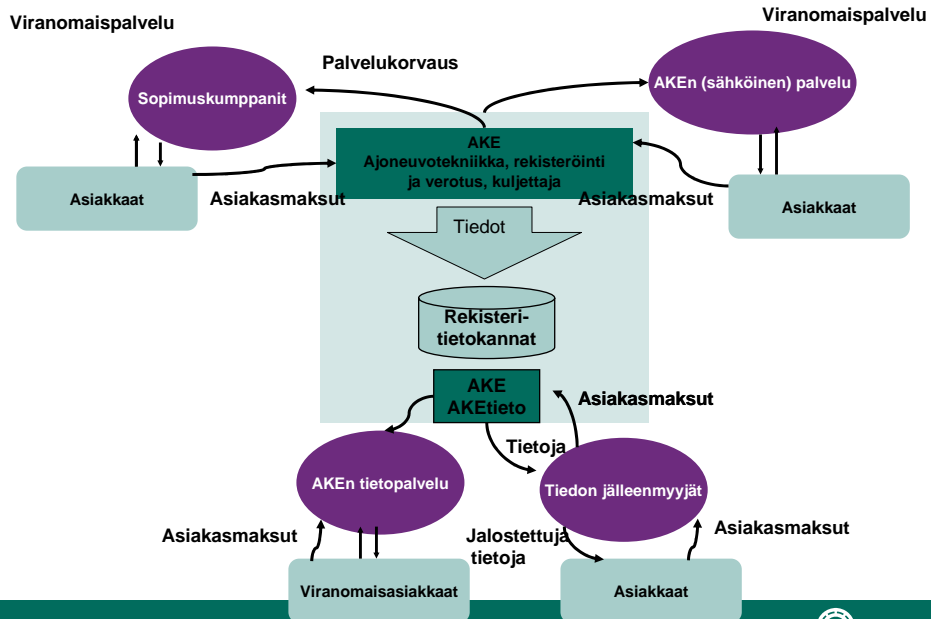 Viranomaispalvelu
Viranomaispalvelu
Palvelukorvaus
Sopimuskumppanit
AKEn (sähköinen) palvelu
AKE
Ajoneuvotekniikka, rekisteröinti
ja verotus, kuljettaja
Asiakkaat
Asiakasmaksut
Asiakasmaksut
Asiakkaat
Tiedot
Rekisteri-
tietokannat
AKE
AKEtieto
Asiakasmaksut
Tietoja
AKEn tietopalvelu
Tiedon jälleenmyyjät
Asiakasmaksut
Jalostettuja
tietoja
Asiakasmaksut
Viranomaisasiakkaat
Asiakkaat